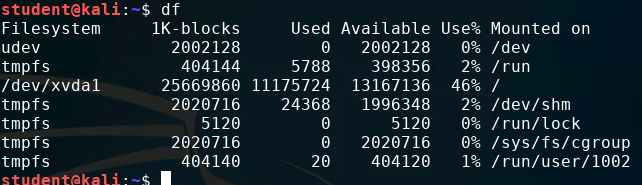 student@kali:~$ df
Filesystem     1K-blocks     Used Available Use% Mounted on
udev             2002128        0   2002128   0% /dev
tmpfs             404144     5788    398356   2% /run
/dev/xvda1      25669860 11175724  13167136  46% /
tmpfs            2020716    24368   1996348   2% /dev/shm
tmpfs               5120        0      5120   0% /run/lock
tmpfs            2020716        0   2020716   0% /sys/fs/cgroup
tmpfs             404140       20    404120   1% /run/user/1002
student@kali:~$